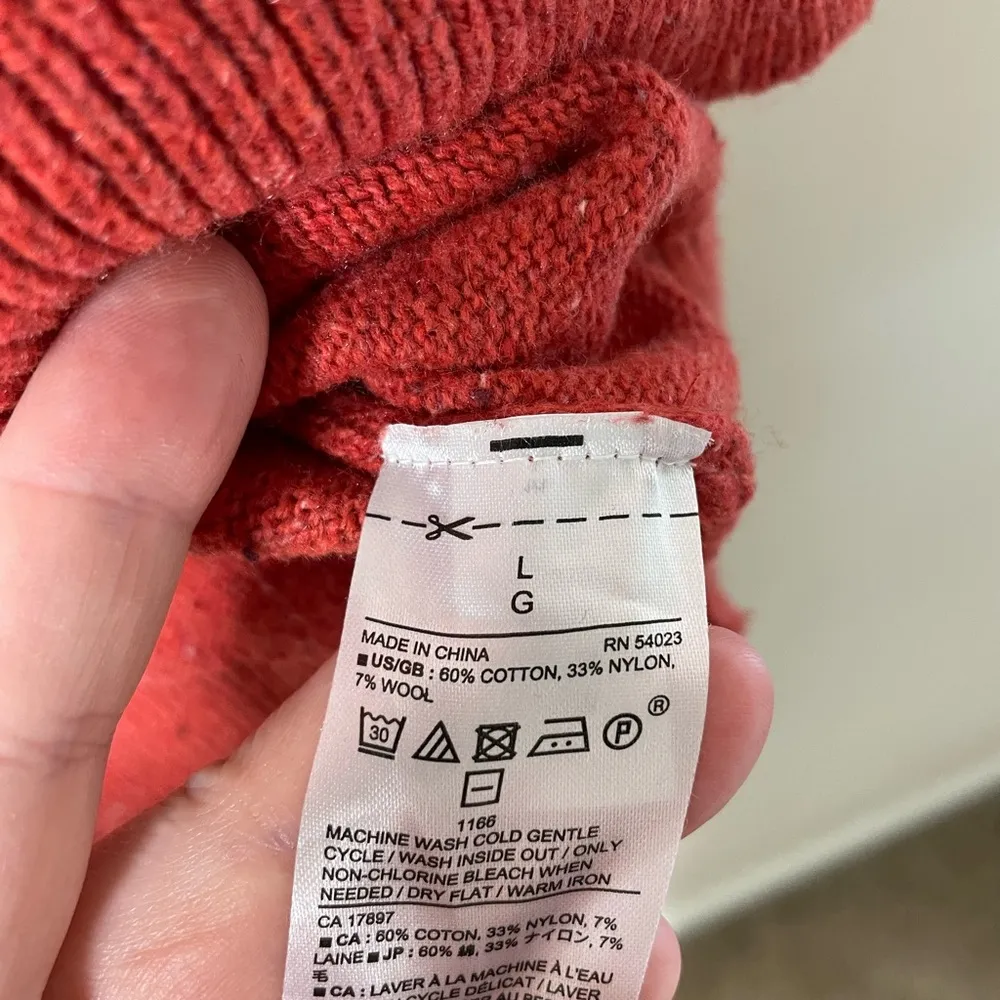 L
G
MADE IN CHINA RN 54023
US/GB : 60% COTTON, 33% NYLON,
7% WOOL
30 P ®
1166
MACHINE WASH COLD GENTLE
CYCLE / WASH INSIDE OUT / ONLY
NON-CHLORINE BLEACH WHEN
NEEDED / DRY FLAT / WARM IRON
CA 17897
CA : 60% COTON, 33% NYLON, 7%
LAINE JP : 60% 綿, 33% ナイロン, 7%
毛
CA : LAVER À LA MACHINE À L'EAU
CYCLE DÉLICAT / LAVER